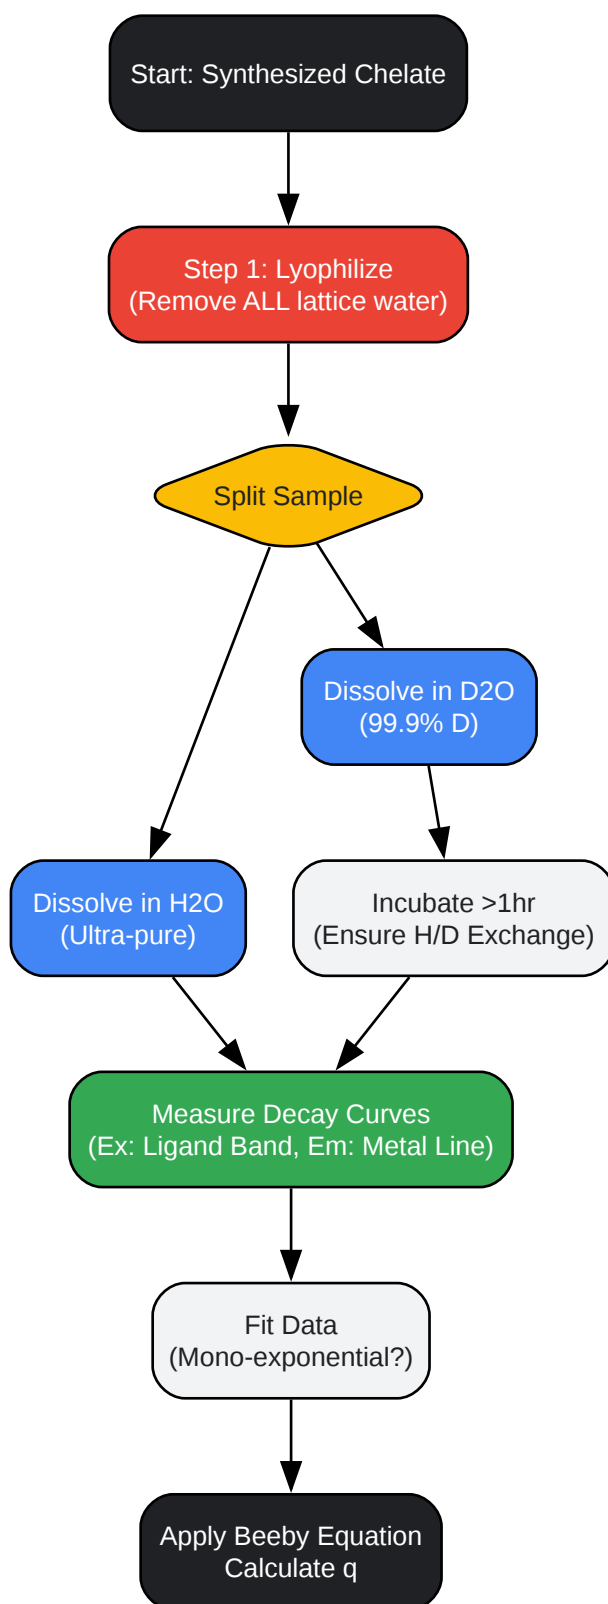 Start: Synthesized Chelate
Step 1: Lyophilize
(Remove ALL lattice water)
Split Sample
Dissolve in D2O
(99.9% D)
Dissolve in H2O
(Ultra-pure)
Incubate >1hr
(Ensure H/D Exchange)
Measure Decay Curves
(Ex: Ligand Band, Em: Metal Line)
Fit Data
(Mono-exponential?)
Apply Beeby Equation
Calculate q